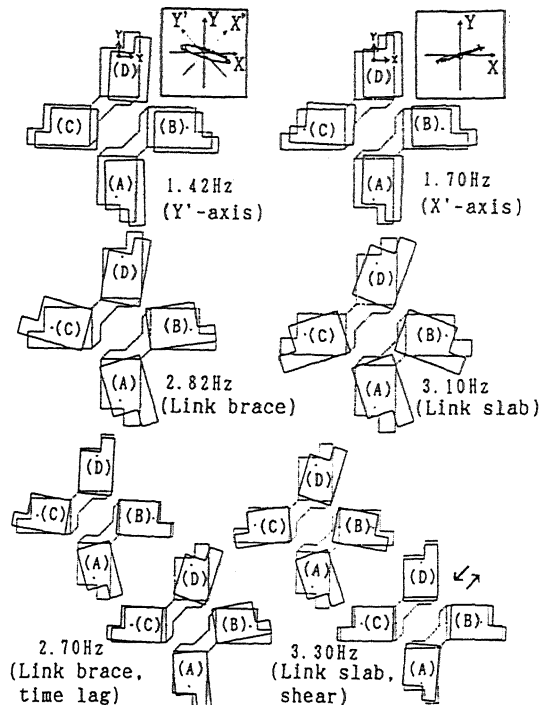 Y' Y X'
X
Y
X
(D)
(C)
(B)
(A)
1.42Hz
(Y'-axis)
Y
X
Y
X
(D)
(C)
(B)
(A)
1.70Hz
(X'-axis)
(D)
(C)
(B)
(A)
2.82Hz
(Link brace)
(D)
(C)
(B)
(A)
3.10Hz
(Link slab)
(D)
(C)
(B)
(A)
(D)
(C)
(B)
(A)
2.70Hz
(Link brace,
time lag)
(D)
(C)
(B)
(A)
(D)
(C)
(B)
(A)
3.30Hz
(Link slab,
shear)